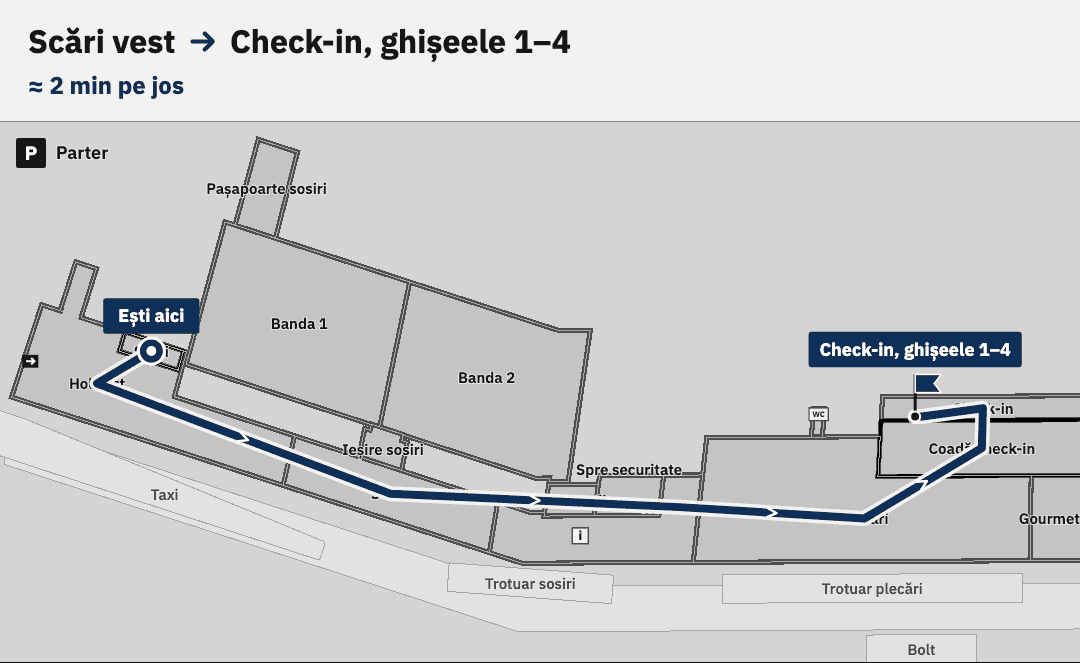 Scări vest → Check-in, ghișeele 1–4
≈ 2 min pe jos
P Parter
Pașapoarte sosiri
Ești aici
Banda 1
Banda 2
Check-in, ghișeele 1–4
wc
Ieșire sosiri
Spre securitate
i
Taxi
Gourmet
Trotuar sosiri
Trotuar plecări
Bolt